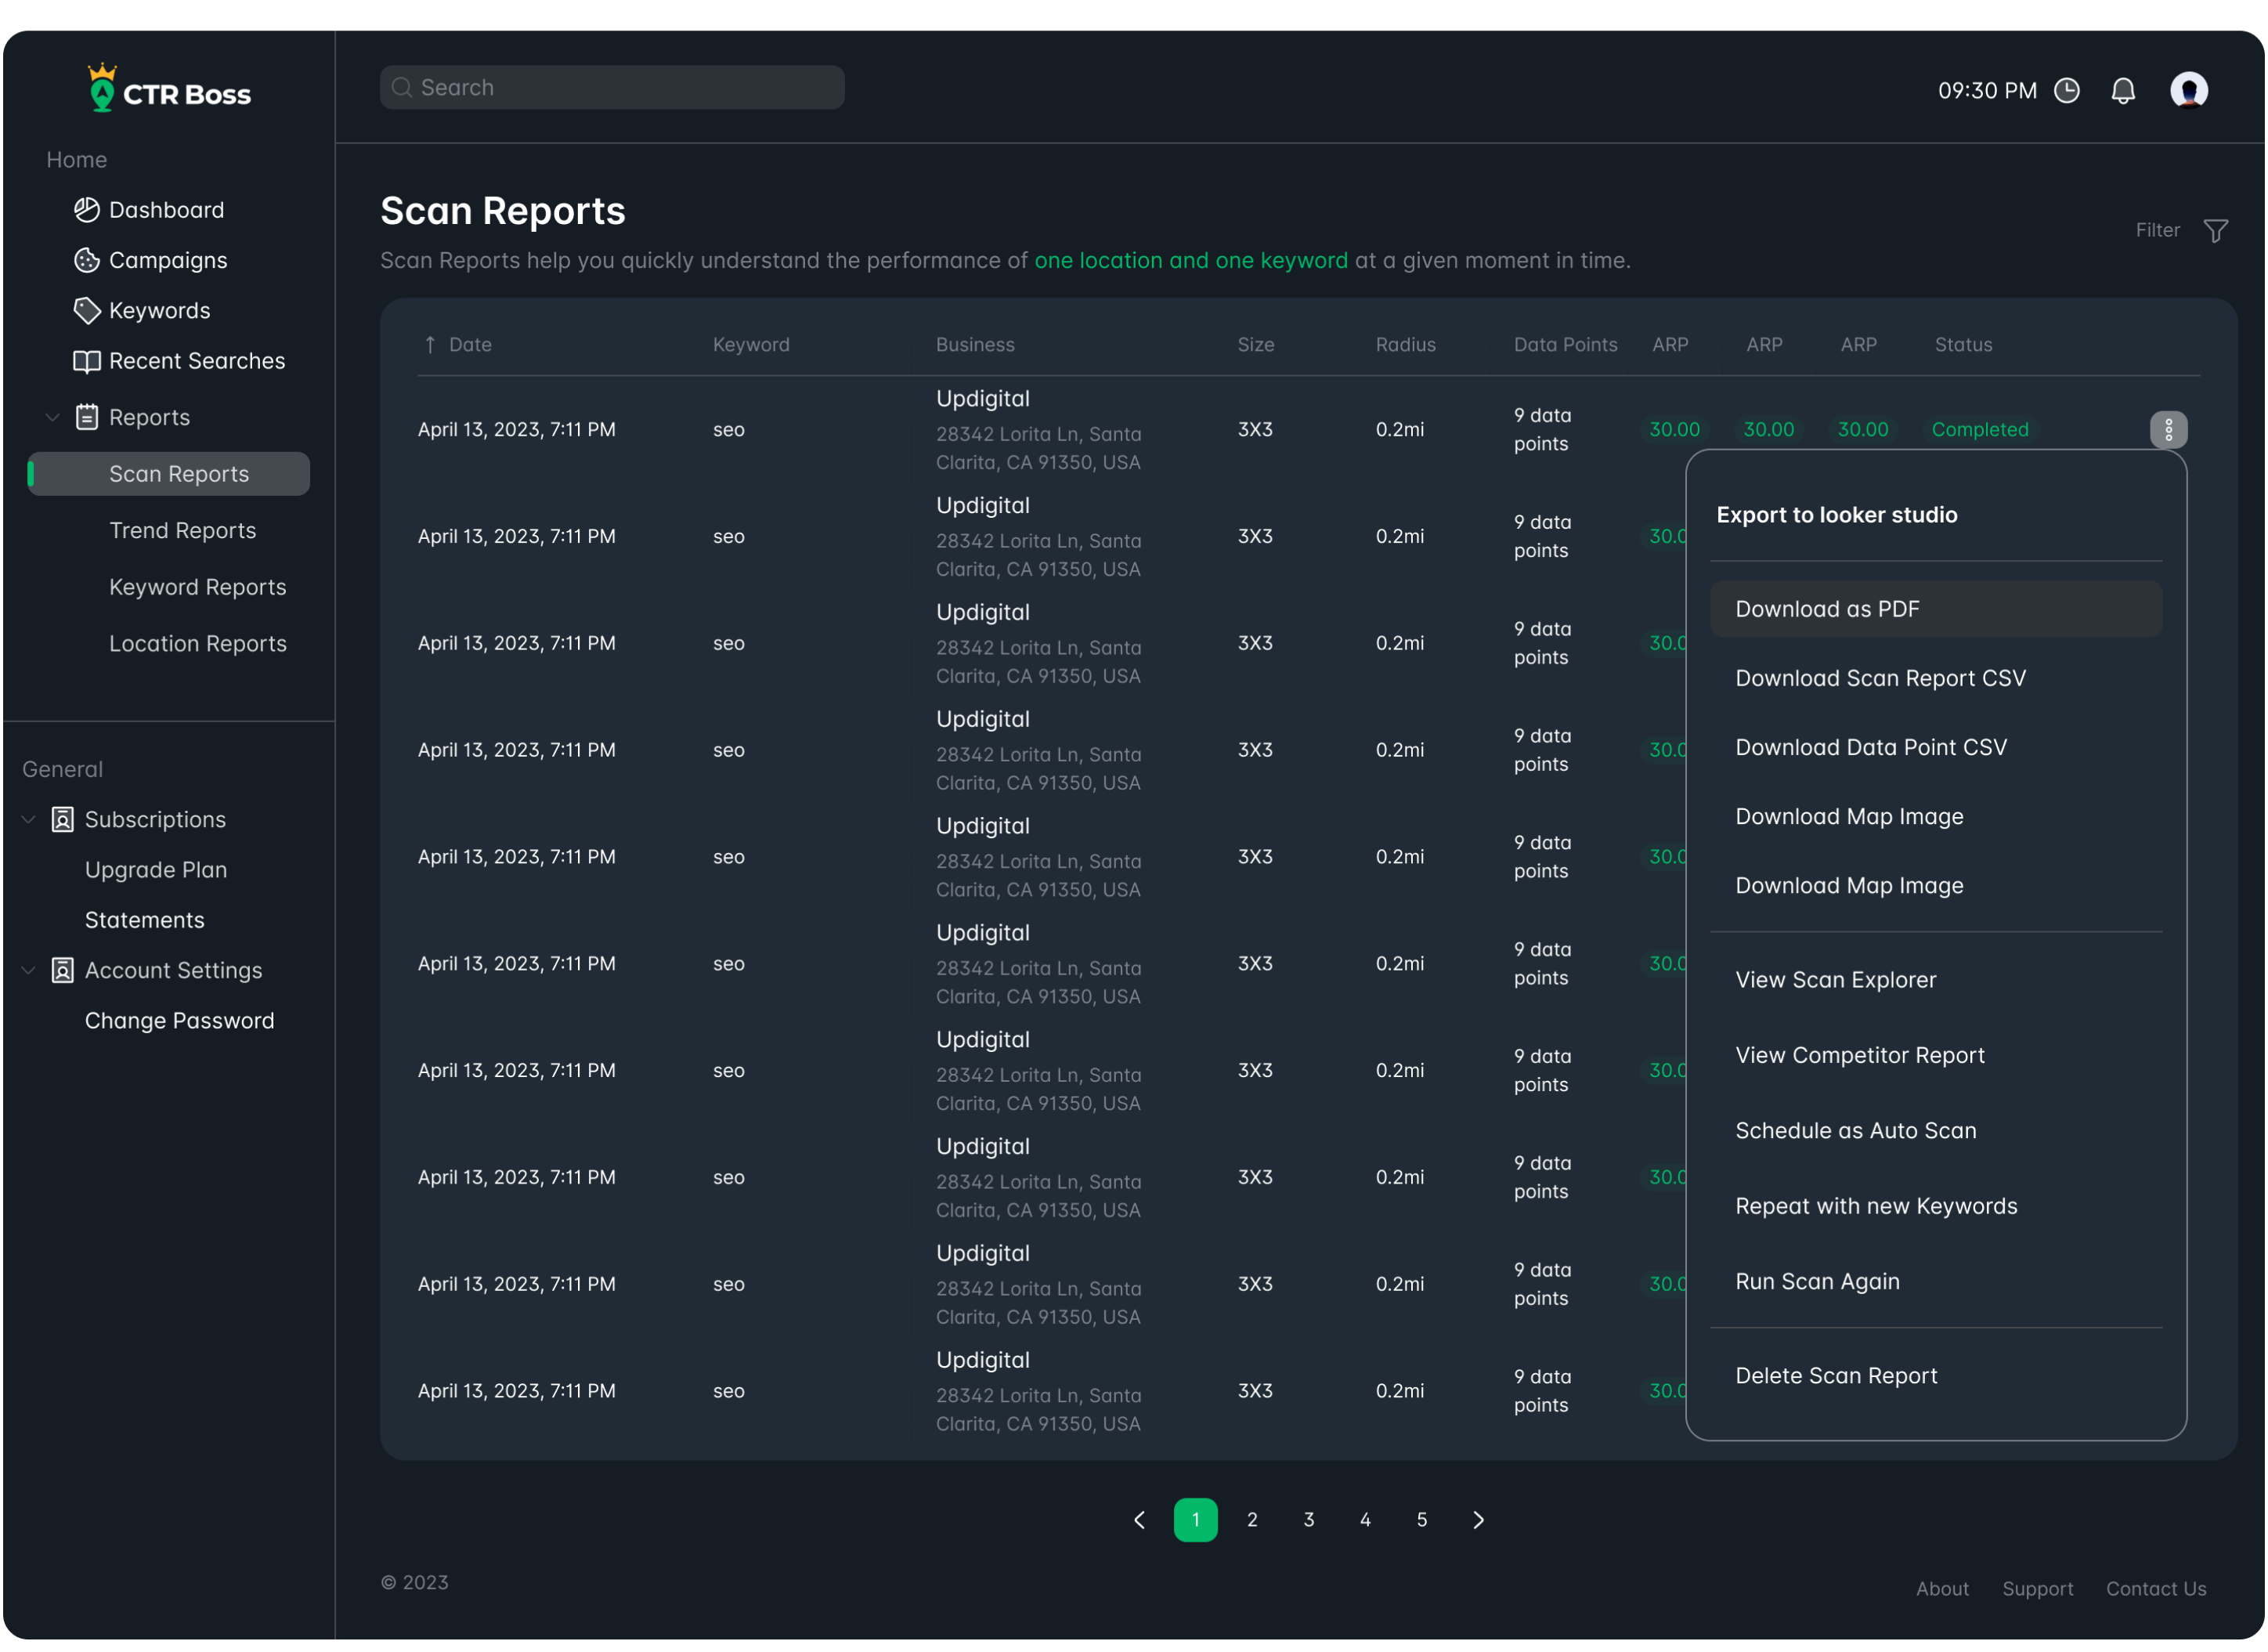 CTR Boss
Search
09:30 PM
Home
Dashboard
Campaigns
Keywords
Recent Searches
Reports
Scan Reports
Trend Reports
Keyword Reports
Location Reports
General
Subscriptions
Upgrade Plan
Statements
Account Settings
Change Password
Scan Reports
Filter
Scan Reports help you quickly understand the performance of one location and one keyword at a given moment in time.
↑ Date Keyword Business Size Radius Data Points ARP ARP ARP Status
Updigital
April 13, 2023, 7:11 PM seo 28342 Lorita Ln, Santa 3X3 0.2mi 9 data 30.00 30.00 30.00 Completed
Clarita, CA 91350, USA points
Updigital
April 13, 2023, 7:11 PM seo 28342 Lorita Ln, Santa 3X3 0.2mi 9 data 30.0
Clarita, CA 91350, USA points
Updigital
April 13, 2023, 7:11 PM seo 28342 Lorita Ln, Santa 3X3 0.2mi 9 data 30.0
Clarita, CA 91350, USA points
Updigital
April 13, 2023, 7:11 PM seo 28342 Lorita Ln, Santa 3X3 0.2mi 9 data 30.0
Clarita, CA 91350, USA points
Updigital
April 13, 2023, 7:11 PM seo 28342 Lorita Ln, Santa 3X3 0.2mi 9 data 30.0
Clarita, CA 91350, USA points
Updigital
April 13, 2023, 7:11 PM seo 28342 Lorita Ln, Santa 3X3 0.2mi 9 data 30.0
Clarita, CA 91350, USA points
Updigital
April 13, 2023, 7:11 PM seo 28342 Lorita Ln, Santa 3X3 0.2mi 9 data 30.0
Clarita, CA 91350, USA points
Updigital
April 13, 2023, 7:11 PM seo 28342 Lorita Ln, Santa 3X3 0.2mi 9 data 30.0
Clarita, CA 91350, USA points
Updigital
April 13, 2023, 7:11 PM seo 28342 Lorita Ln, Santa 3X3 0.2mi 9 data 30.0
Clarita, CA 91350, USA points
Updigital
April 13, 2023, 7:11 PM seo 28342 Lorita Ln, Santa 3X3 0.2mi 9 data 30.0
Clarita, CA 91350, USA points
Export to looker studio
Download as PDF
Download Scan Report CSV
Download Data Point CSV
Download Map Image
Download Map Image
View Scan Explorer
View Competitor Report
Schedule as Auto Scan
Repeat with new Keywords
Run Scan Again
Delete Scan Report
1 2 3 4 5
© 2023
About Support Contact Us